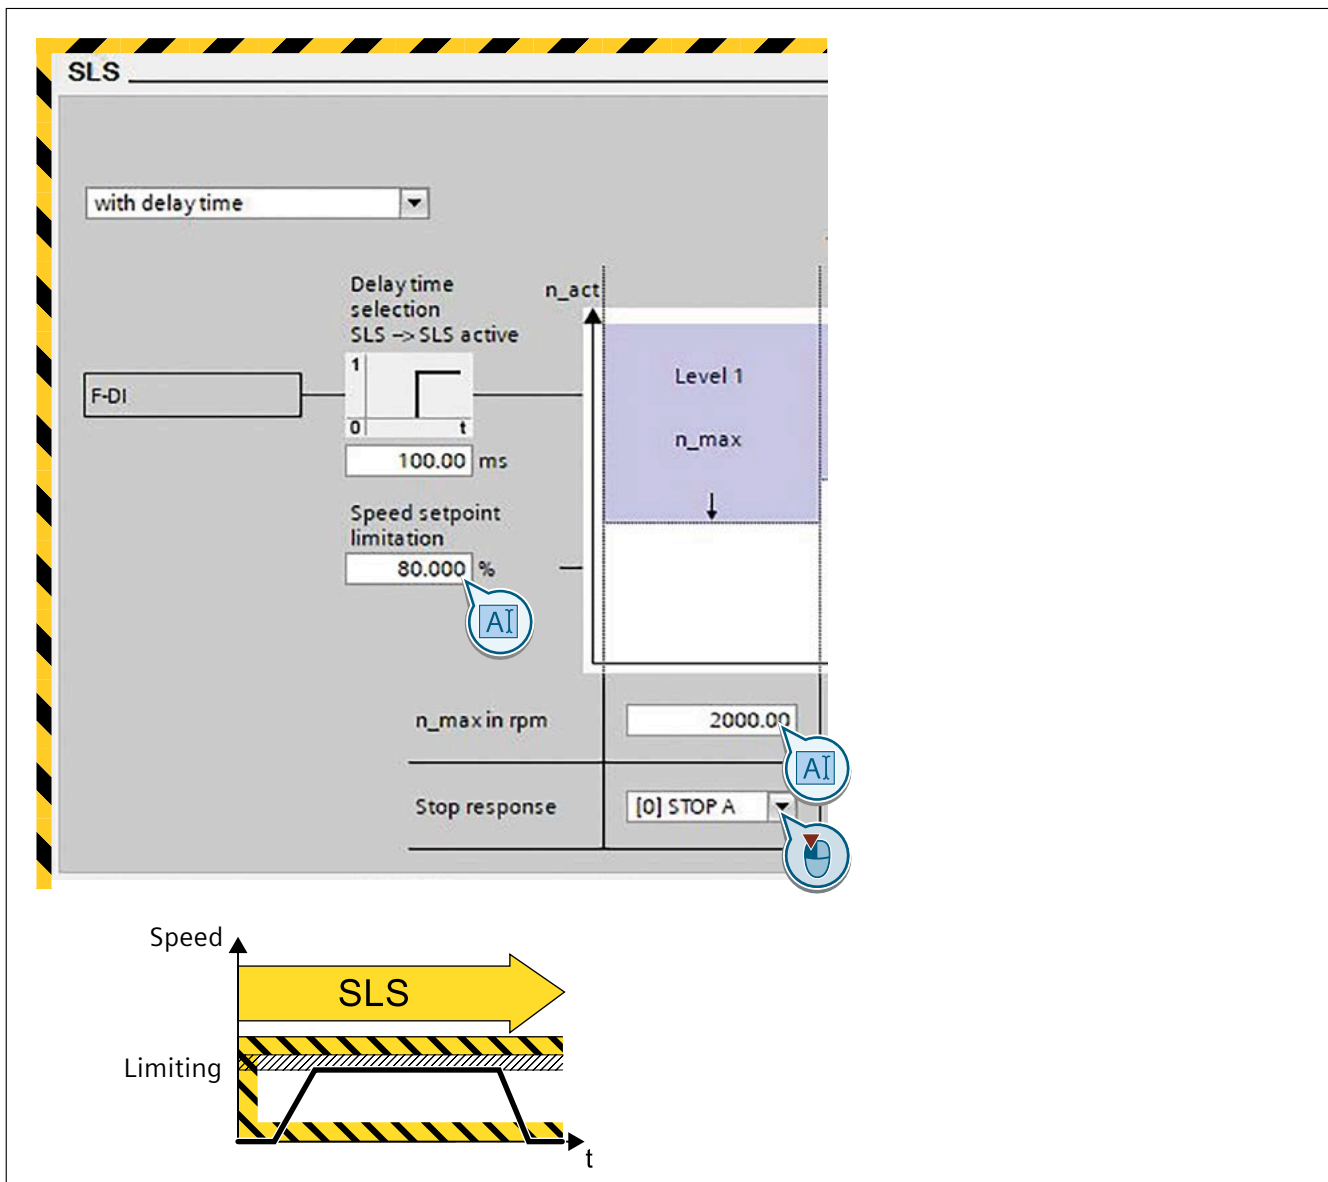 SLS
with delay time
Delay time
selection
SLS -> SLS active
n_act
1
0
t
F-DI
Level 1
n_max
100.00 ms
Speed setpoint
limitation
80.000 %
A
n_max in rpm
2000.00
A
Stop response
[0] STOP A
Speed
SLS
Limiting
t